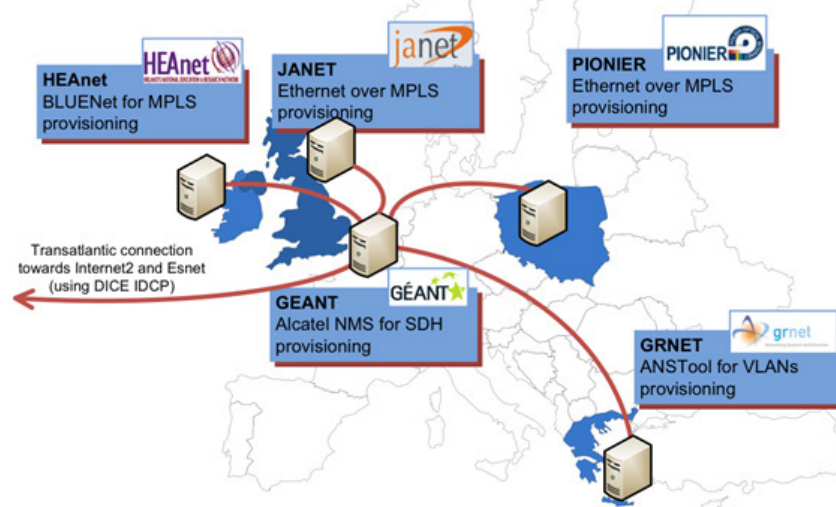 HEAnet
HEAnet
BLUENet for MPLS
provisioning
janet
JANET
Ethernet over MPLS
provisioning
PIONIER
PIONIER
Ethernet over MPLS
provisioning
Transatlantic connection
towards Internet2 and Esnet
(using DICE IDCP)
GÉANT
GEANT
Alcatel NMS for SDH
provisioning
grnet
GRNET
ANSTool for VLANs
provisioning